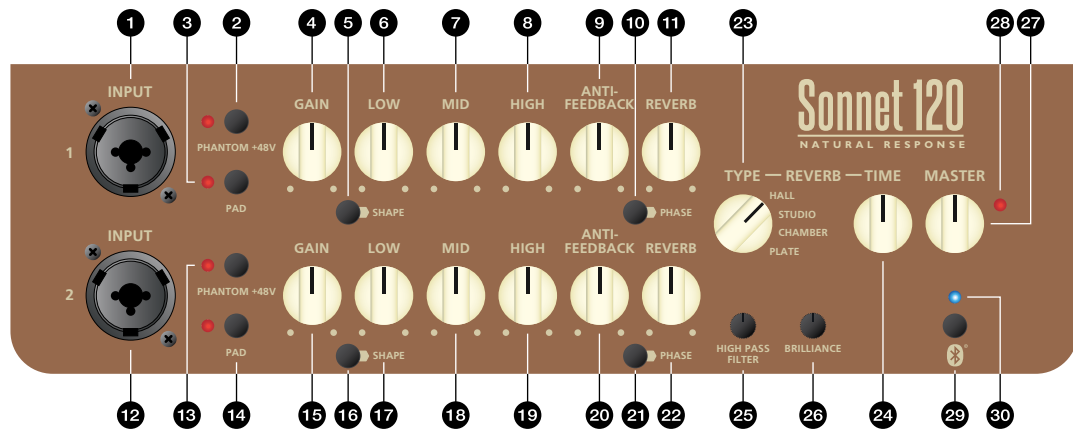 1 3 2 4 5 6 7 8 9 10 11 23 28 27
INPUT
1
PHANTOM +48V
PAD
GAIN
LOW
MID
HIGH
ANTI-
FEEDBACK
REVERB
SHAPE
PHASE
Sonnet 120
NATURAL RESPONSE
TYPE — REVERB — TIME
MASTER
HALL
STUDIO
CHAMBER
PLATE
INPUT
2
PHANTOM +48V
PAD
GAIN
LOW
MID
HIGH
ANTI-
FEEDBACK
REVERB
SHAPE
PHASE
HIGH PASS
FILTER
BRILLIANCE
12 13 14 15 16 17 18 19 20 21 22 25 26 24 29 30